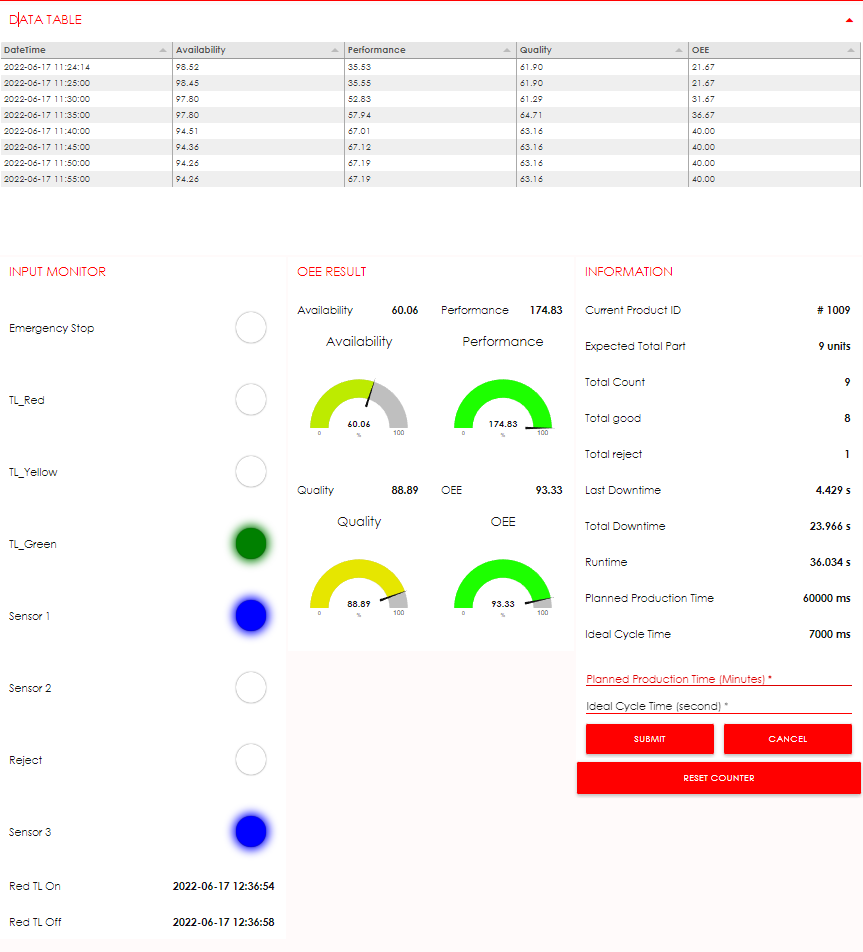 DATA TABLE
DateTime Availability Performance Quality OEE
2022-06-17 11:24:14 98.52 35.53 61.90 21.67
2022-06-17 11:25:00 98.45 35.55 61.90 21.67
2022-06-17 11:30:00 97.80 52.83 61.29 31.67
2022-06-17 11:35:00 97.80 57.94 64.71 36.67
2022-06-17 11:40:00 94.51 67.01 63.16 40.00
2022-06-17 11:45:00 94.36 67.12 63.16 40.00
2022-06-17 11:50:00 94.26 67.19 63.16 40.00
2022-06-17 11:55:00 94.26 67.19 63.16 40.00
INPUT MONITOR
Emergency Stop
TL_Red
TL_Yellow
TL_Green
Sensor 1
Sensor 2
Reject
Sensor 3
Red TL On 2022-06-17 12:36:54
Red TL Off 2022-06-17 12:36:58
OEE RESULT
Availability 60.06 Performance 174.83
Availability Performance
60.06 174.83
0 100 0 100
% %
Quality 88.89 OEE 93.33
Quality OEE
88.89 93.33
0 100 0 100
% %
INFORMATION
Current Product ID # 1009
Expected Total Part 9 units
Total Count 9
Total good 8
Total reject 1
Last Downtime 4.429 s
Total Downtime 23.966 s
Runtime 36.034 s
Planned Production Time 60000 ms
Ideal Cycle Time 7000 ms
Planned Production Time (Minutes) *
Ideal Cycle Time (second) *
SUBMIT CANCEL
RESET COUNTER